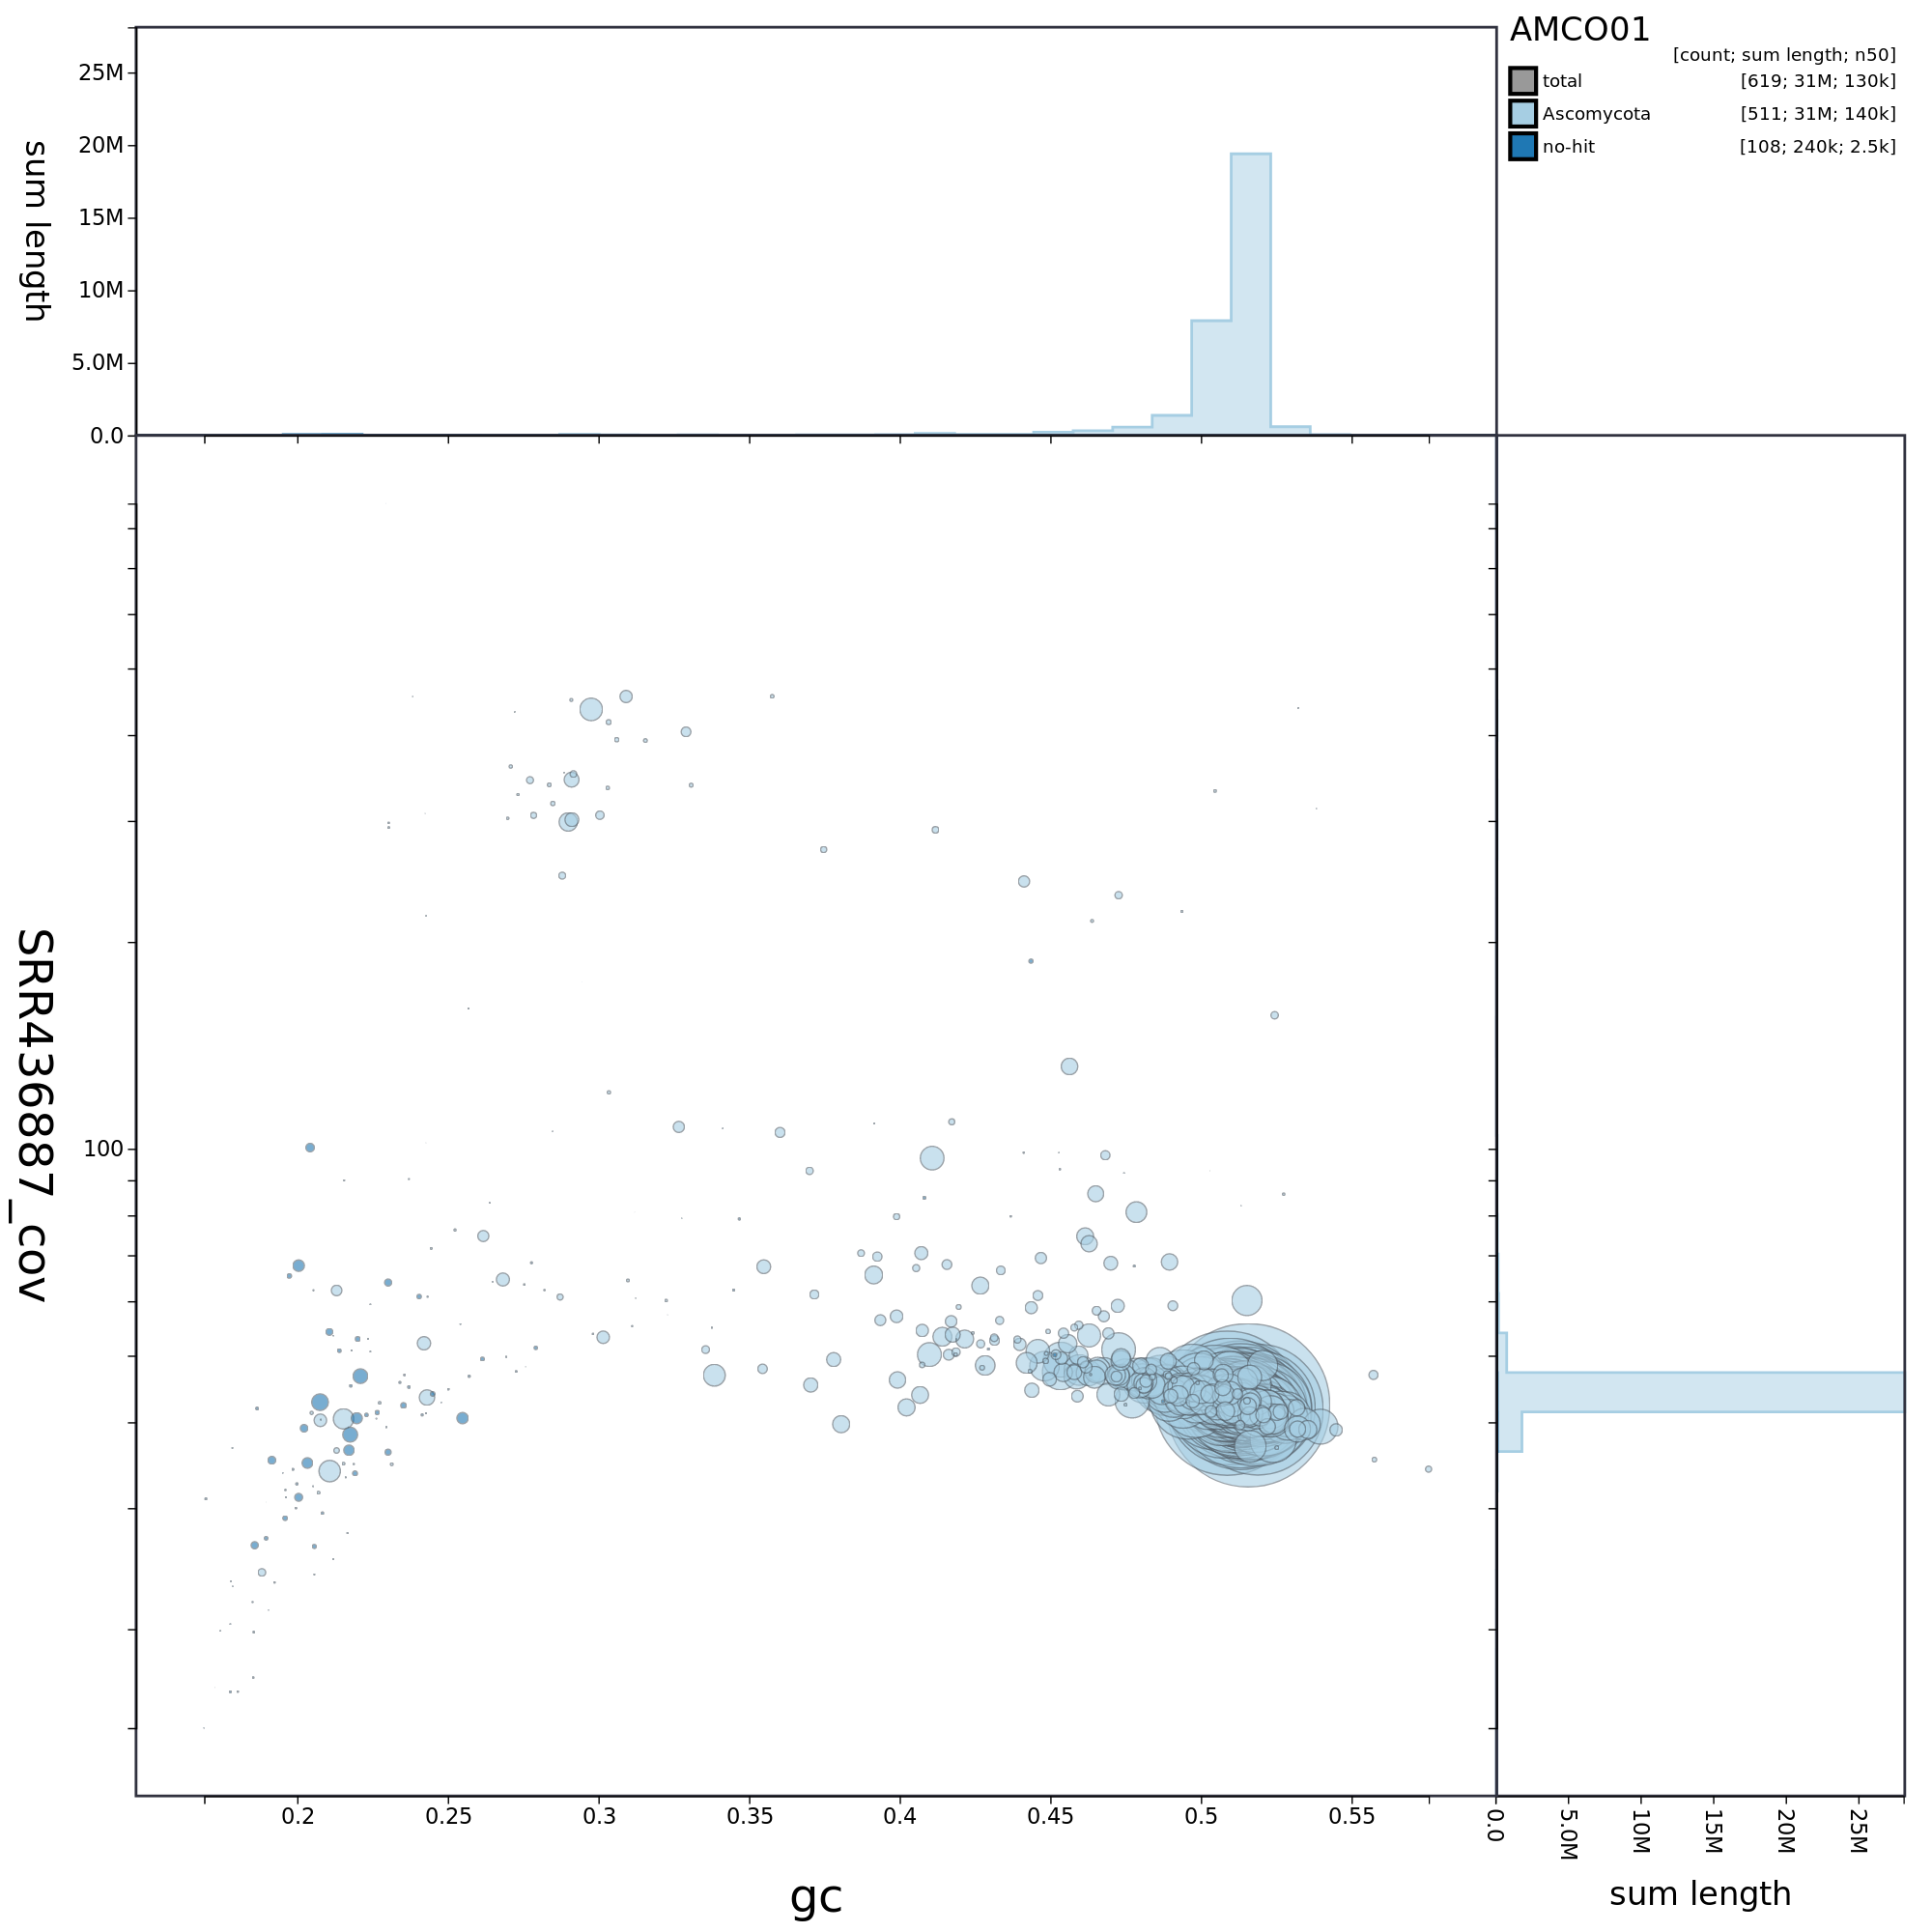 AMCO01
[count; sum length; n50]
total [619; 31M; 130k]
Ascomycota [511; 31M; 140k]
no-hit [108; 240k; 2.5k]
sum length
25M
20M
15M
10M
5.0M
0.0
SRR436887_cov
100
0.2 0.25 0.3 0.35 0.4 0.45 0.5 0.55
gc
0.0 5.0M 10M 15M 20M 25M
sum length